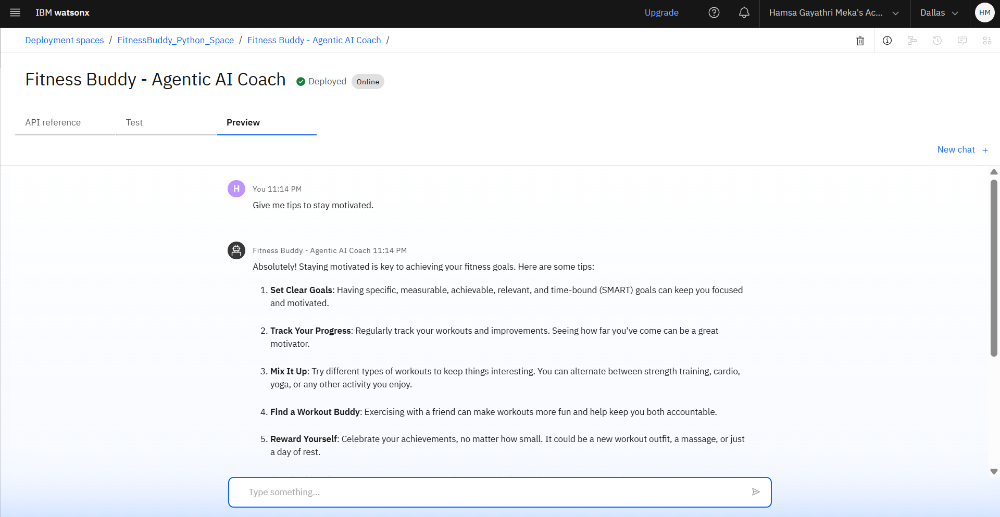 IBM watsonx
Upgrade
Hamsa Gayathri Meka's Ac...
Dallas
HM
Deployment spaces / FitnessBuddy_Python_Space / Fitness Buddy - Agentic AI Coach /
Fitness Buddy - Agentic AI Coach
Deployed
Online
API reference
Test
Preview
New chat +
H
You 11:14 PM
Give me tips to stay motivated.
Fitness Buddy - Agentic AI Coach 11:14 PM
Absolutely! Staying motivated is key to achieving your fitness goals. Here are some tips:
1. Set Clear Goals: Having specific, measurable, achievable, relevant, and time-bound (SMART) goals can keep you focused
and motivated.
2. Track Your Progress: Regularly track your workouts and improvements. Seeing how far you've come can be a great
motivator.
3. Mix It Up: Try different types of workouts to keep things interesting. You can alternate between strength training, cardio,
yoga, or any other activity you enjoy.
4. Find a Workout Buddy: Exercising with a friend can make workouts more fun and help keep you both accountable.
5. Reward Yourself: Celebrate your achievements, no matter how small. It could be a new workout outfit, a massage, or just
a day of rest.
Type something...